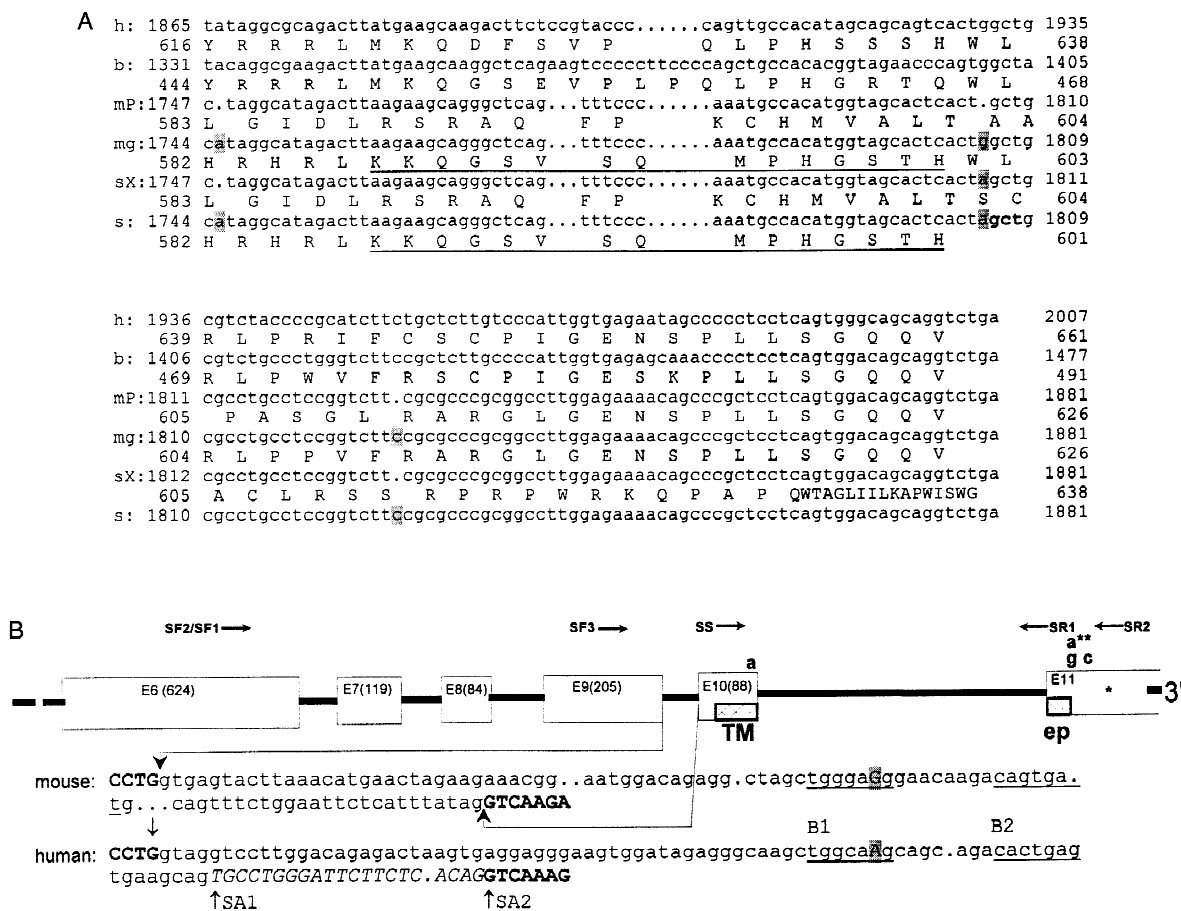 A
h: 1865 tataggcgcagacttatgaagcaagacttctccgtaccc......cagttgccacatagcagcagtcactggctg 1935
616 Y R R R L M K Q D F S V P Q L P H S S S H W L 638
b: 1331 tacaggcgaagacttatgaagcaaggctcagaagtcccccttcccccagctgccacacggtagaacccagtggcta 1405
444 Y R R R L M K Q G S E V P L P Q L P H G R T Q W L 468
mP:1747 c.taggcatagacttaagaagcagggctcag...tttccc......aaatgccacatggtagcactcact.gctg 1810
583 L G I D L R S R A Q F P K C H M V A L T A A 604
mg:1744 cataggcatagacttaagaagcagggctcag...tttccc......aaatgccacatggtagcactcactggctg 1809
582 H R H R L K K Q G S V S Q M P H G S T H W L 603
sX:1747 c.taggcatagacttaagaagcagggctcag...tttccc......aaatgccacatggtagcactcactagctg 1811
583 L G I D L R S R A Q F P K C H M V A L T S C 604
s: 1744 cataggcatagacttaagaagcagggctcag...tttccc......aaatgccacatggtagcactcactagctg 1809
582 H R H R L K K Q G S V S Q M P H G S T H 601
h: 1936 cgtctaccccgcatcttctgctcttgtcccattggtgagaatagccccctcctcagtgggcagcaggtctga 2007
639 R L P R I F C S C P I G E N S P L L S G Q Q V 661
b: 1406 cgtctgccctgggtcttccgctcttgccccattggtgagagcaaacccctcctcagtggacagcaggtctga 1477
469 R L P W V F R S C P I G E S K P L L S G Q Q V 491
mP:1811 cgcctgcctccggtctt.cgcgcccgcggccttggagaaaacagcccgctcctcagtggacagcaggtctga 1881
605 P A S G L R A R G L G E N S P L L S G Q Q V 626
mg:1810 cgcctgcctccggtcttccgcgcccgcggccttggagaaaacagcccgctcctcagtggacagcaggtctga 1881
604 R L P P V F R A R G L G E N S P L L S G Q Q V 626
sX:1812 cgcctgcctccggtctt.cgcgcccgcggccttggagaaaacagcccgctcctcagtggacagcaggtctga 1881
605 A C L R S S R P R P W R K Q P A P QWTAGLIILKAPWISWG 638
s: 1810 cgcctgcctccggtcttccgcgcccgcggccttggagaaaacagcccgctcctcagtggacagcaggtctga 1881
B
SF2/SF1 SF3 SS SR1 SR2
a a**
g c
E6 (624) E7(119) E8(84) E9(205) E10(88) E11 * 3'
TM ep
mouse: CCTGgtgagtacttaaacatgaactagaagaaacgg..aatggacagagg.ctagctgggaGggaacaagacagtga.
tg...cagtttctggaattctcatttatagGTCAAGA
B1 B2
human: CCTGgtaggtccttggacagagactaagtgaggagggaagtggatagagggcaagctggcaAgcagc.agacactgag
tgaagcagTGCCTGGGATTCTTCTC.ACAGGTCAAAG
↑SA1 ↑SA2